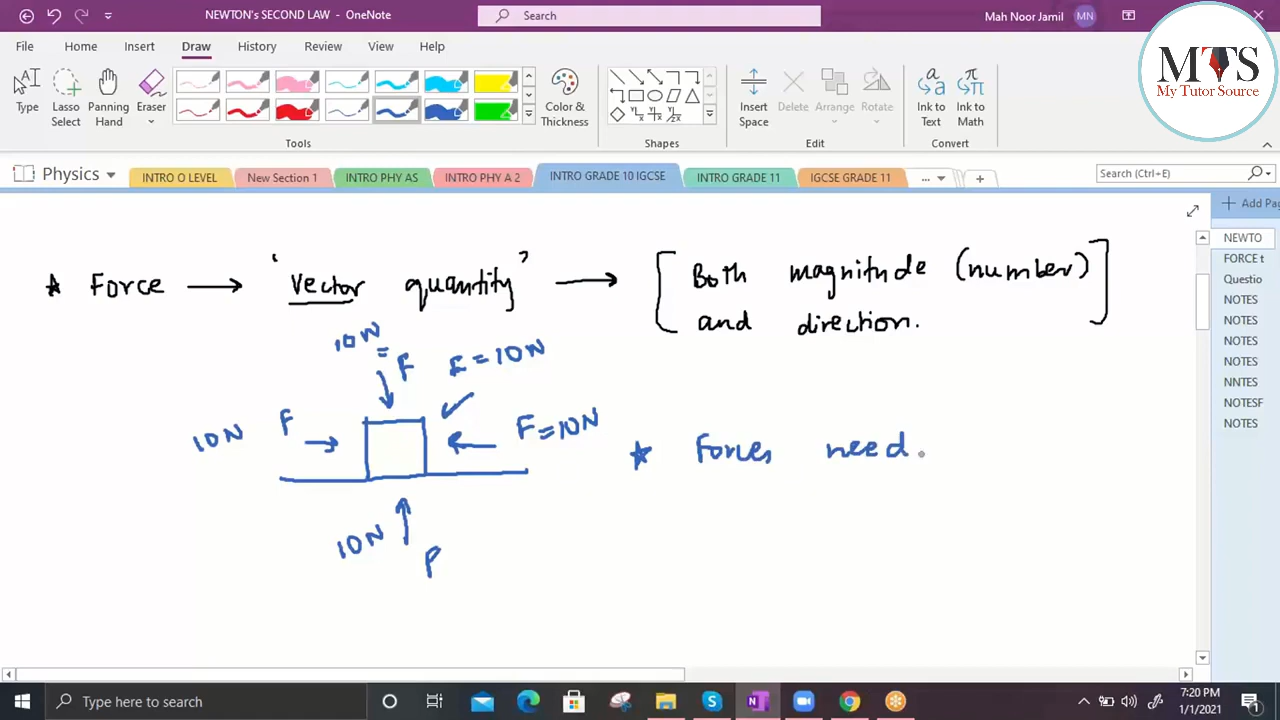 NEWTON's SECOND LAW - OneNote
Search
Mah Noor Jamil
MN
File Home Insert Draw History Review View Help
Type
Lasso Select
Panning Hand
Eraser
Color & Thickness
Insert Space
Delete
Arrange
Rotate
Ink to Text
Ink to Math
Tools
Shapes
Edit
Convert
MTS
My Tutor Source
Physics
INTRO O LEVEL
New Section 1
INTRO PHY AS
INTRO PHY A 2
INTRO GRADE 10 IGCSE
INTRO GRADE 11
IGCSE GRADE 11
...
Search (Ctrl+E)
Add Pag
NEWTO
FORCE t
Questio
NOTES
NOTES
NOTES
NOTES
NNTES
NOTESF
NOTES
★ Force → 'vector quantity' → [Both magnitude (number)
and direction.]
10N
= F
F = 10N
10N F →
← F = 10N
★ Forces need
10N
F
Type here to search
7:20 PM
1/1/2021